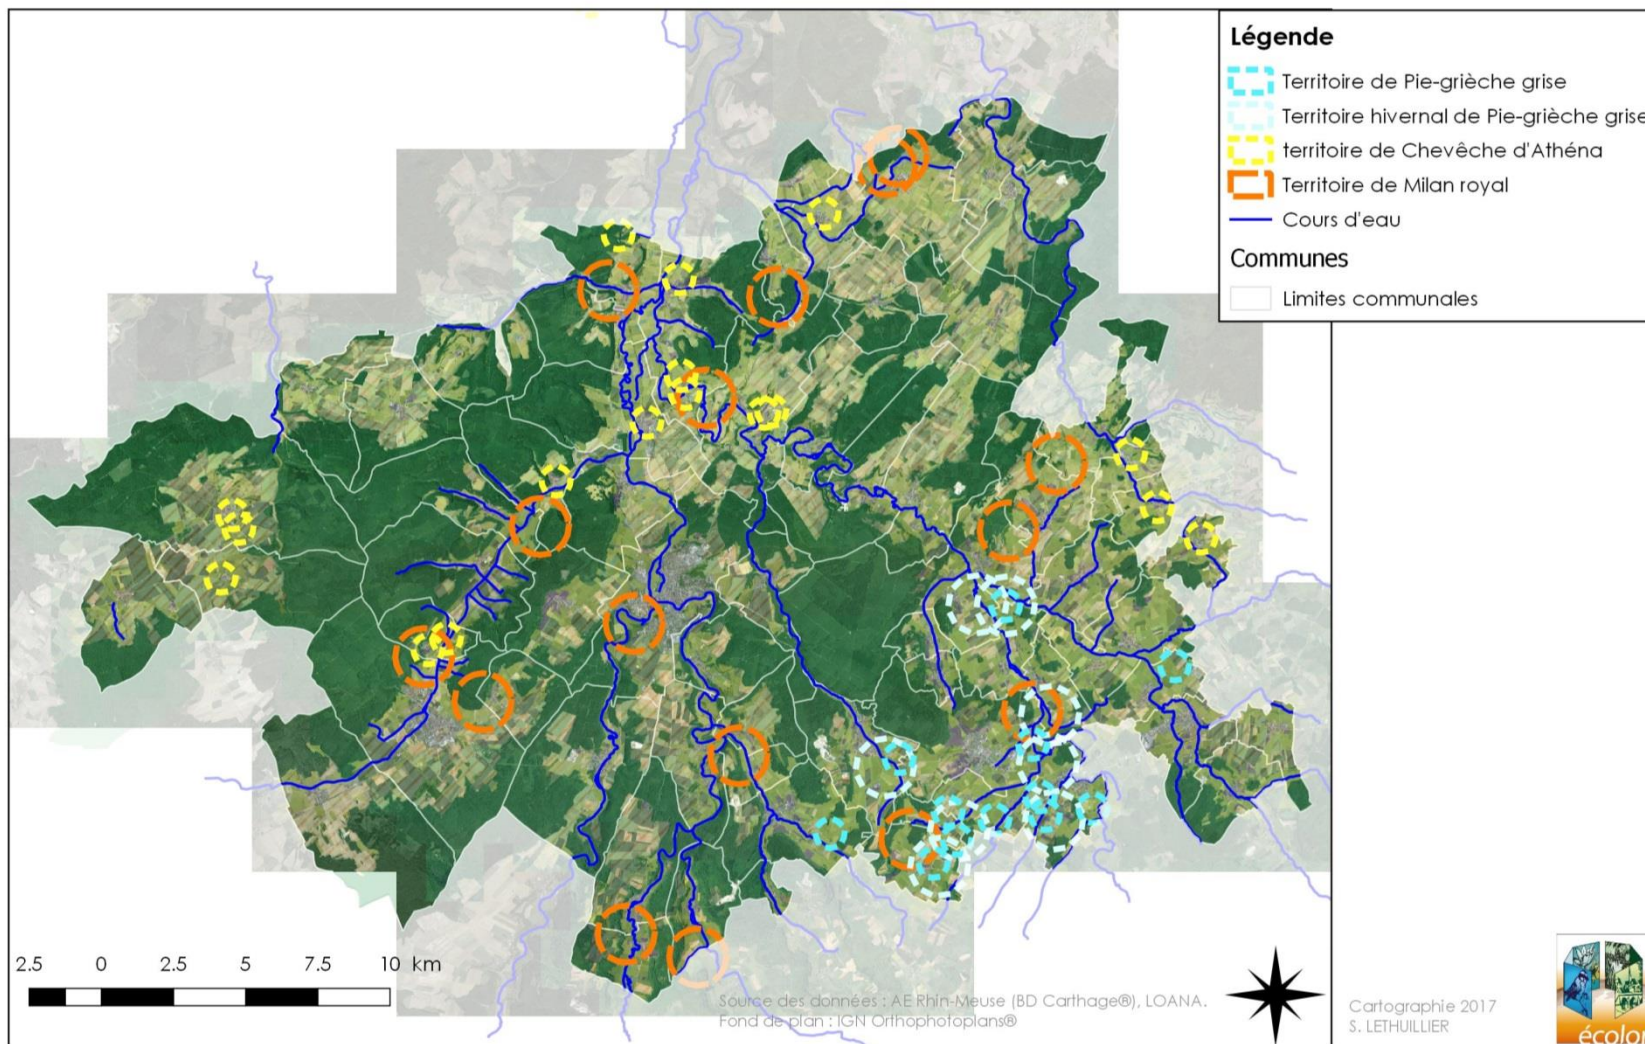 Légende
Territoire de Pie-grièche grise
Territoire hivernal de Pie-grièche grise
territoire de Chevêche d'Athéna
Territoire de Milan royal
Cours d'eau
Communes
Limites communales
2.5 0 2.5 5 7.5 10 km
Source des données : AE Rhin-Meuse (BD Carthage®), LOANA.
Fond de plan : IGN Orthophotoplans®
Cartographie 2017
S. LETHUILLIER
écolor